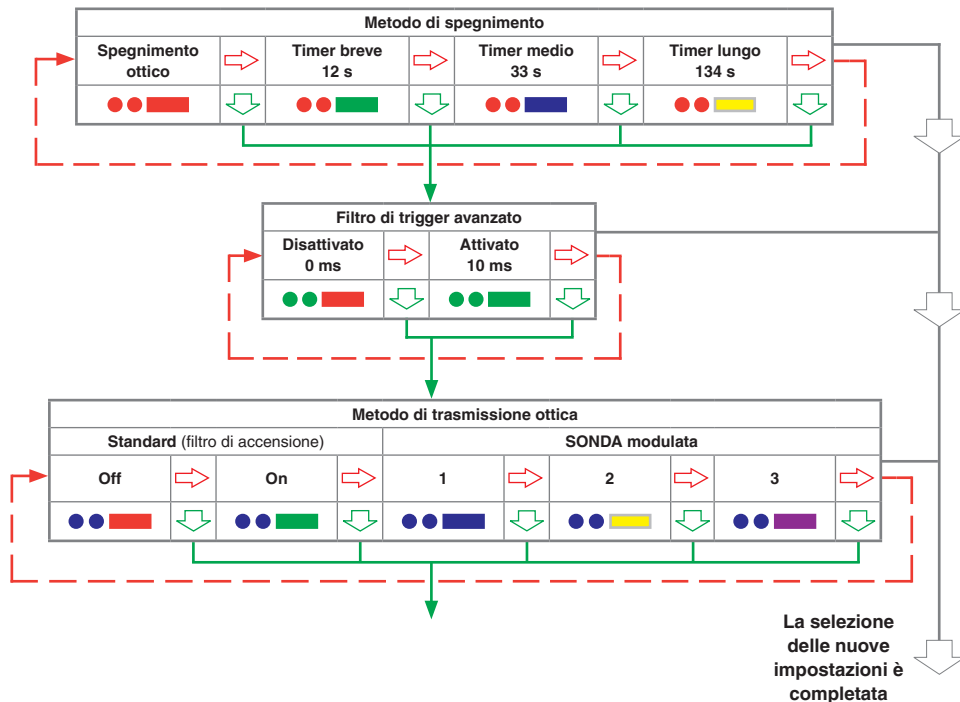 Metodo di spegnimento
Spegnimento ottico
Timer breve 12 s
Timer medio 33 s
Timer lungo 134 s
Filtro di trigger avanzato
Disattivato 0 ms
Attivato 10 ms
Metodo di trasmissione ottica
Standard (filtro di accensione)
SONDA modulata
Off
On
1
2
3
La selezione
delle nuove
impostazioni è
completata